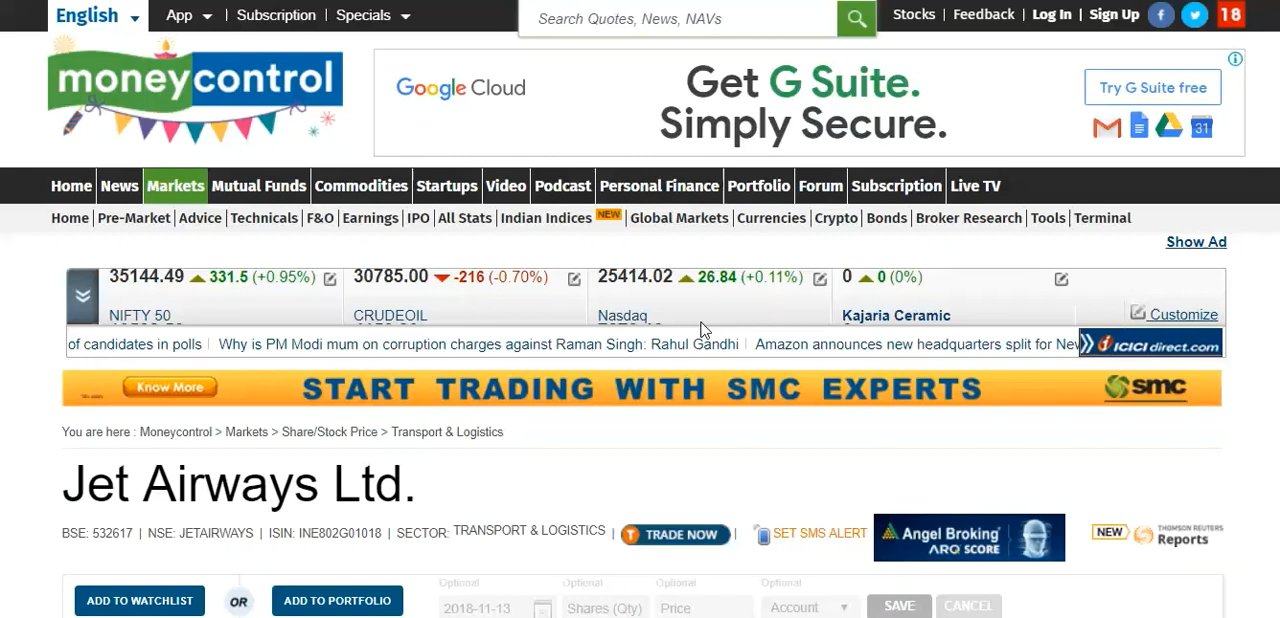 English
App | Subscription | Specials
Search Quotes, News, NAVs
Stocks | Feedback | Log In | Sign Up
18
moneycontrol
Google Cloud
Get G Suite.
Simply Secure.
Try G Suite free
31
Home News Markets Mutual Funds Commodities Startups Video Podcast Personal Finance Portfolio Forum Subscription Live TV
Home | Pre-Market | Advice | Technicals | F&O | Earnings | IPO | All Stats | Indian Indices NEW | Global Markets | Currencies | Crypto | Bonds | Broker Research | Tools | Terminal
Show Ad
35144.49 331.5 (+0.95%) 30785.00 -216 (-0.70%) 25414.02 26.84 (+0.11%) 0 0 (0%)
NIFTY 50 CRUDEOIL Nasdaq Kajaria Ceramic Customize
of candidates in polls | Why is PM Modi mum on corruption charges against Raman Singh: Rahul Gandhi | Amazon announces new headquarters split for Nev
ICICIdirect.com
Know More START TRADING WITH SMC EXPERTS smc
You are here : Moneycontrol > Markets > Share/Stock Price > Transport & Logistics
Jet Airways Ltd.
BSE: 532617 | NSE: JETAIRWAYS | ISIN: INE802G01018 | SECTOR: TRANSPORT & LOGISTICS | T TRADE NOW | SET SMS ALERT
Angel Broking
ARQ SCORE
NEW THOMSON REUTERS
Reports
Optional Optional Optional Optional
ADD TO WATCHLIST OR ADD TO PORTFOLIO 2018-11-13 Shares (Qty) Price Account SAVE CANCEL